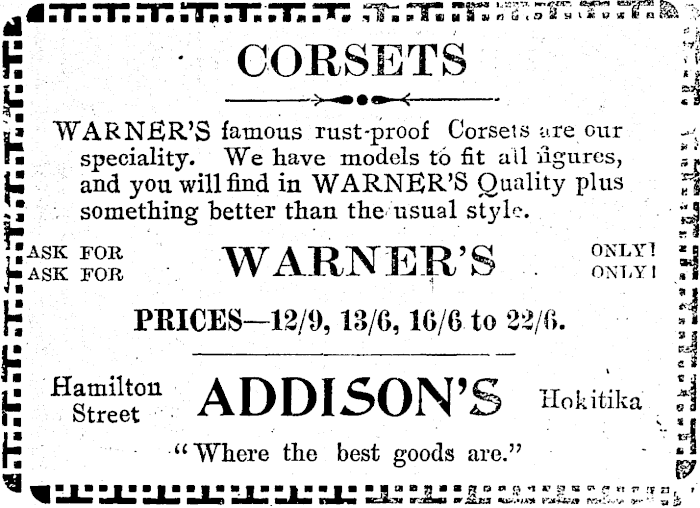 CORSETS
WARNER'S famous rust-proof Corsets are our
speciality. We have models to fit all figures,
and you will find in WARNER'S Quality plus
something better than the usual style.
ASK FOR WARNER'S ONLY!
ASK FOR ONLY!
PRICES—12/9, 13/6, 16/6 to 22/6.
Hamilton Street ADDISON'S Hokitika
"Where the best goods are."